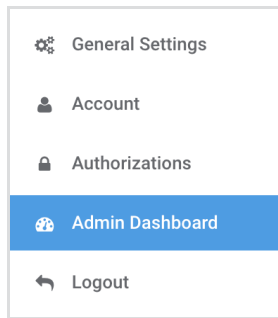 General Settings
Account
Authorizations
Admin Dashboard
Logout